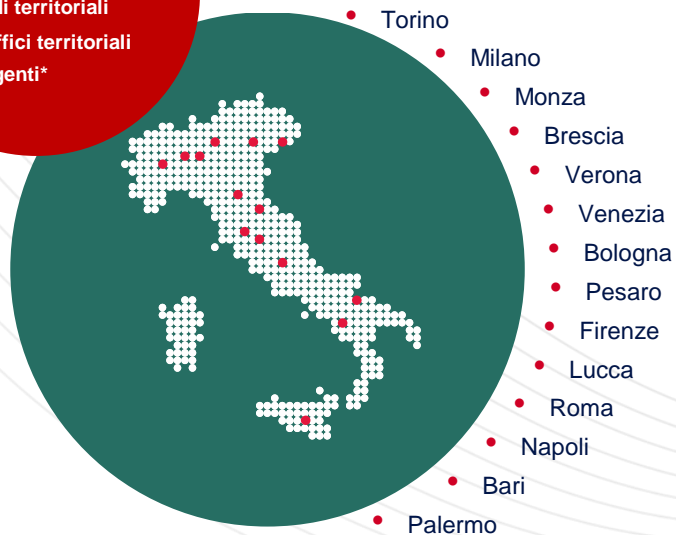 li territoriali
ffici territoriali
genti*
Torino
Milano
Monza
Brescia
Verona
Venezia
Bologna
Pesaro
Firenze
Lucca
Roma
Napoli
Bari
Palermo